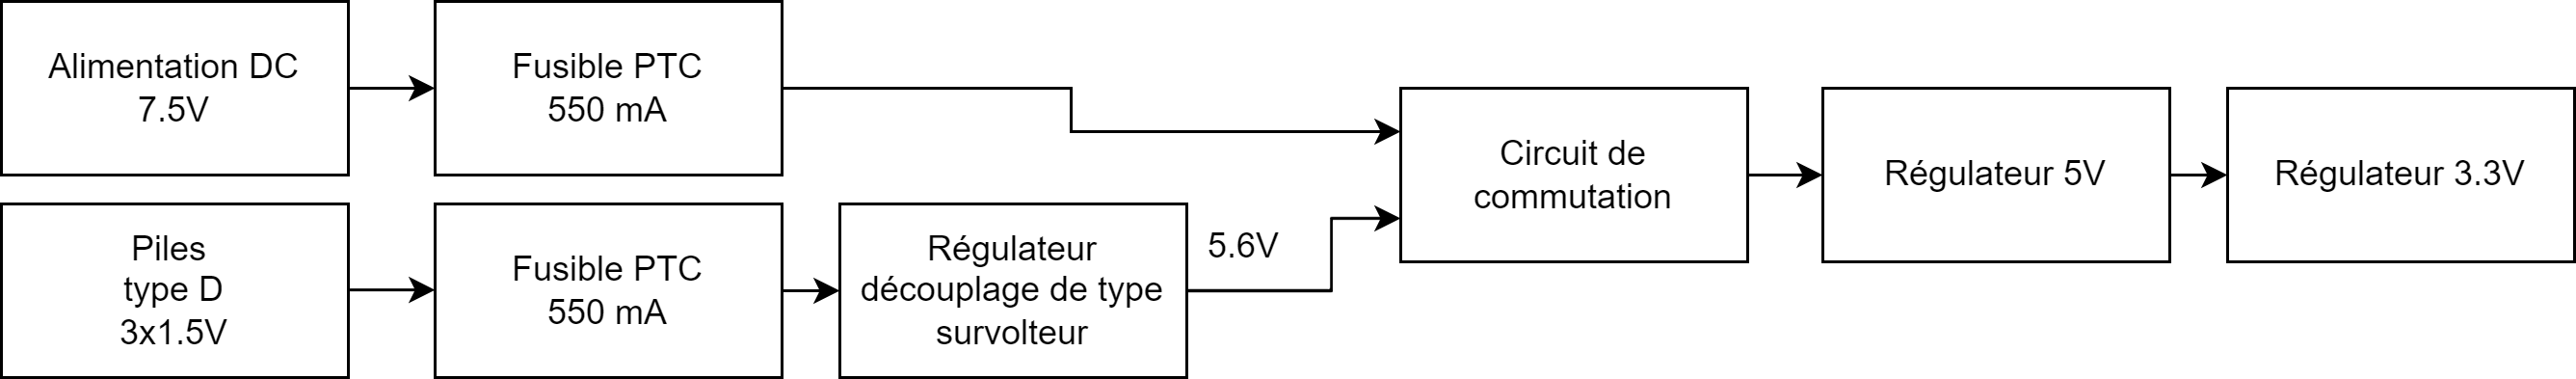 Alimentation DC
7.5V
Fusible PTC
550 mA
Piles
type D
3x1.5V
Fusible PTC
550 mA
Régulateur
découplage de type
survolteur
5.6V
Circuit de
commutation
Régulateur 5V
Régulateur 3.3V